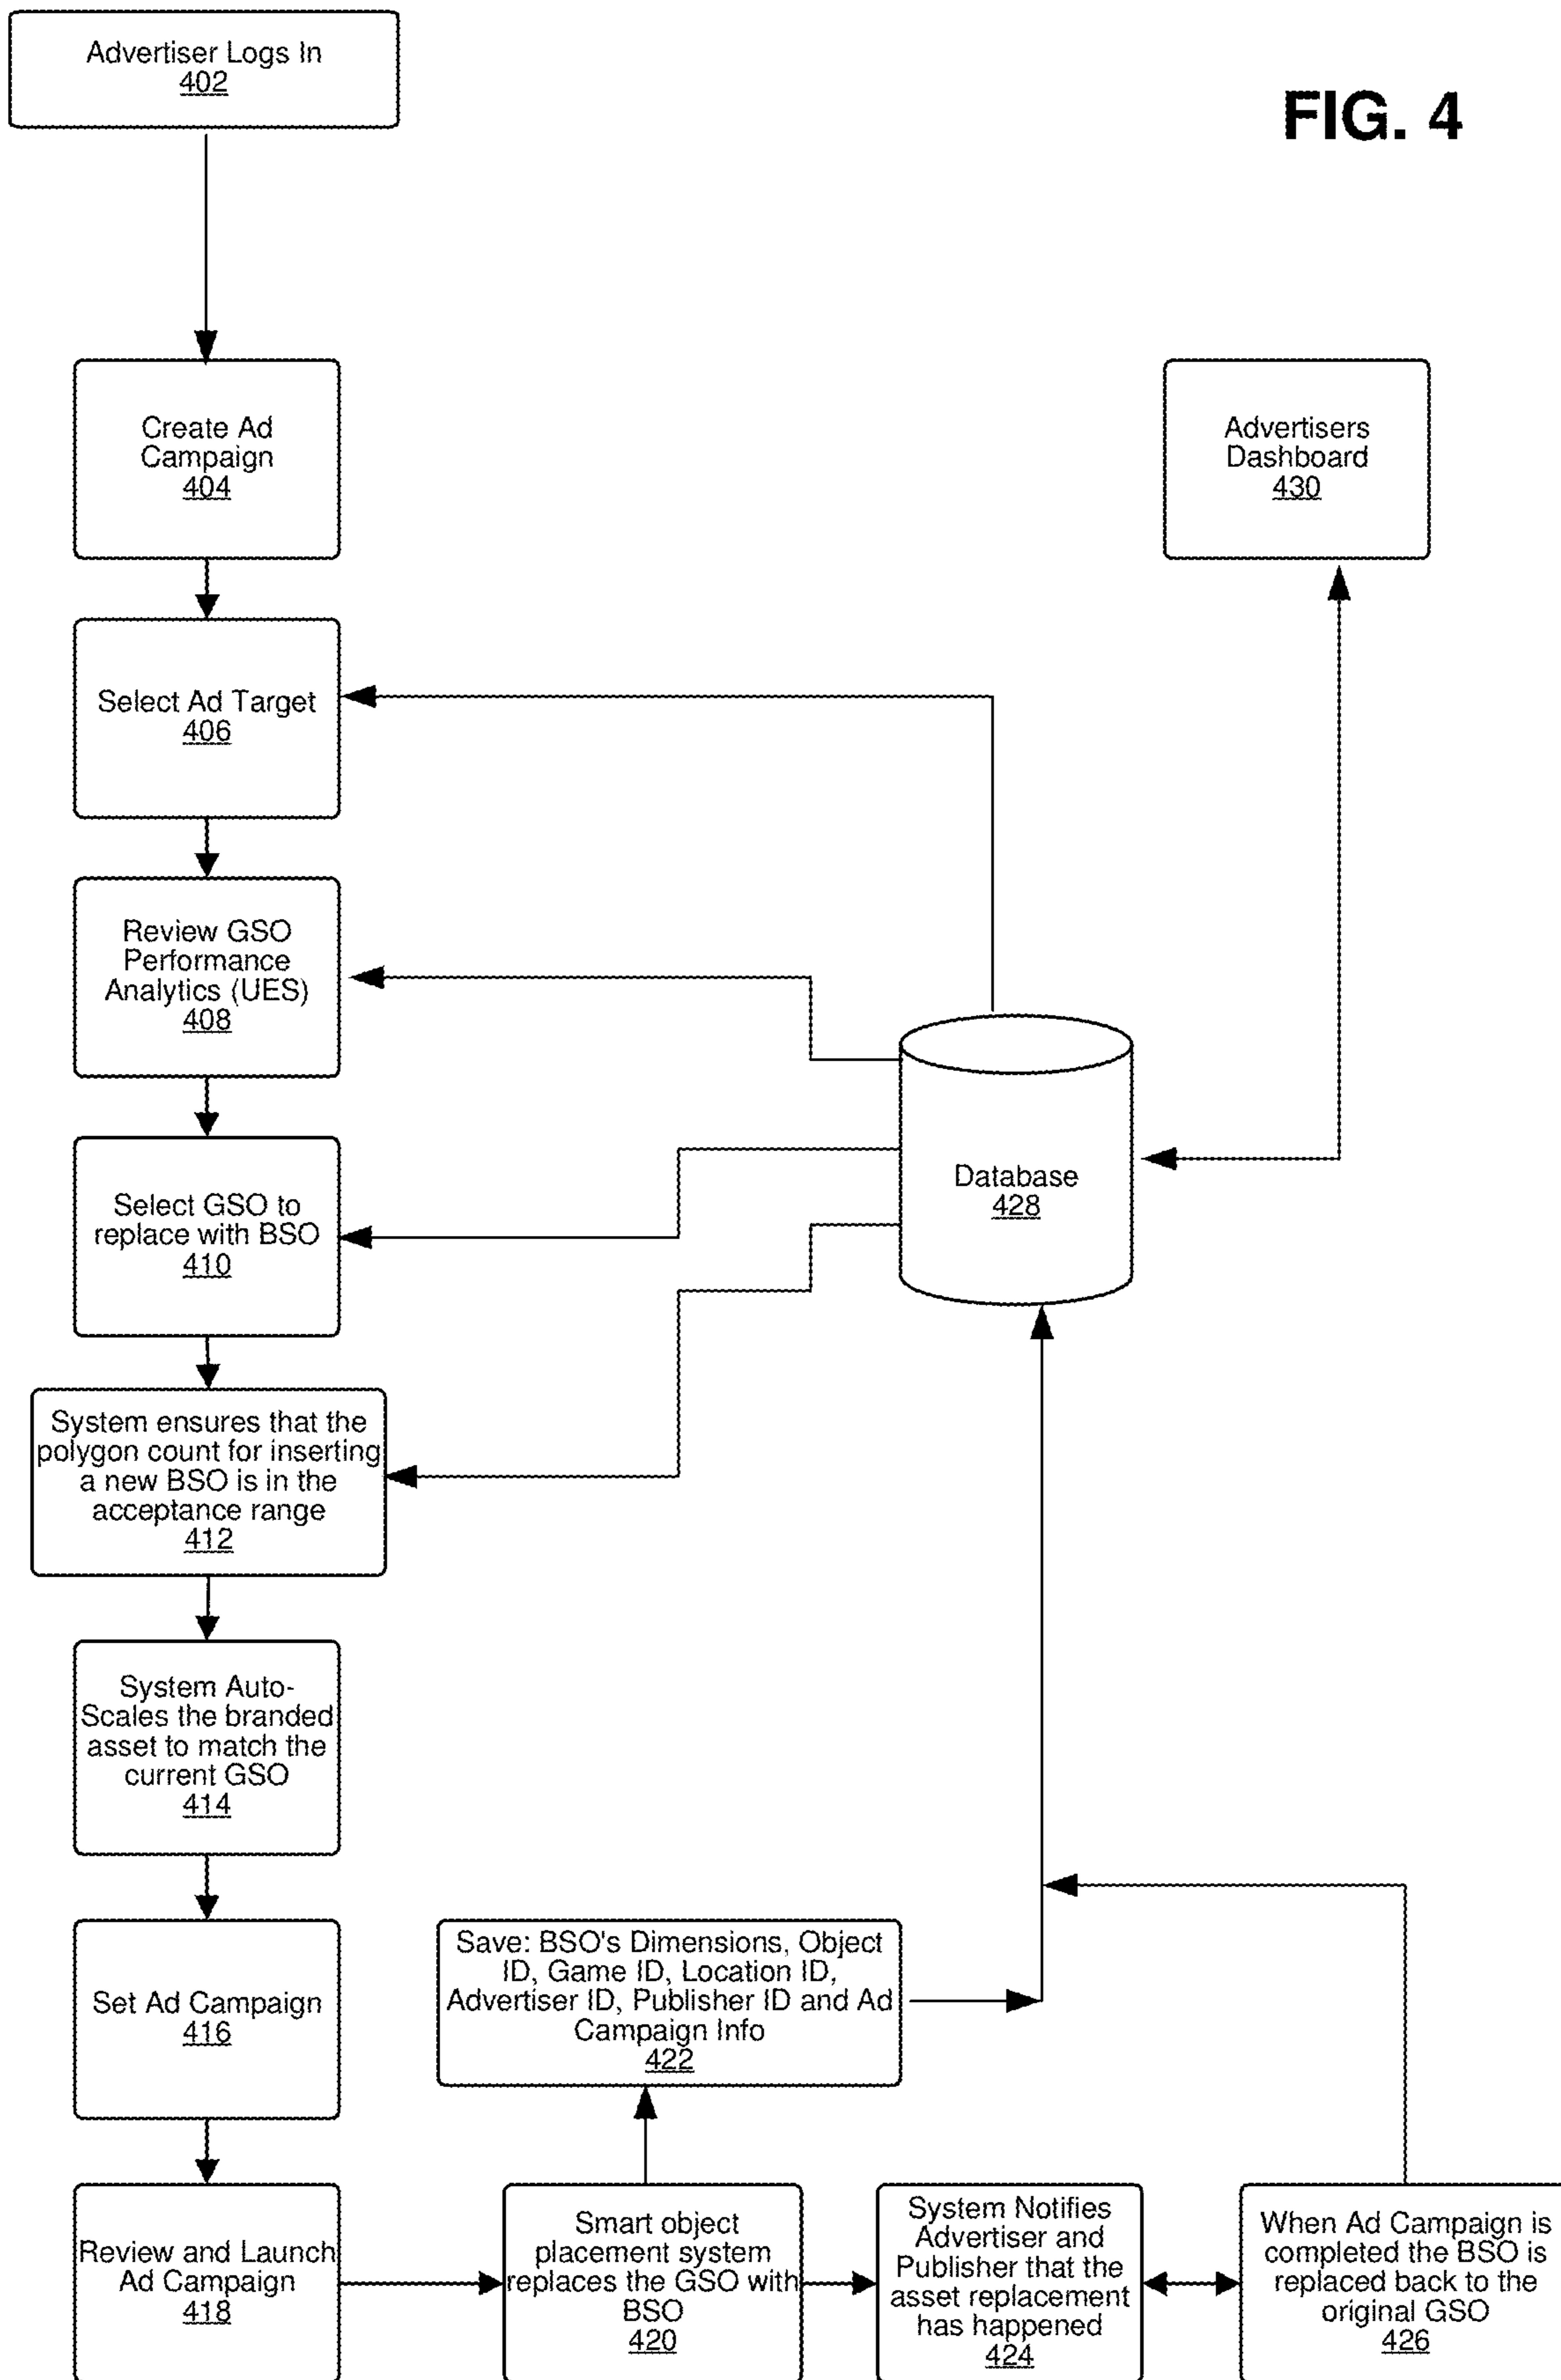 Advertiser Logs In
402
FIG. 4
Create Ad
Campaign
404
Advertisers
Dashboard
430
Select Ad Target
406
Review GSO
Performance
Analytics (UES)
408
Select GSO to
replace with BSO
410
Database
428
System ensures that the
polygon count for inserting
a new BSO is in the
acceptance range
412
System Auto-
Scales the branded
asset to match the
current GSO
414
Set Ad Campaign
416
Save: BSO's Dimensions, Object
ID, Game ID, Location ID,
Advertiser ID, Publisher ID and Ad
Campaign Info
422
Review and Launch
Ad Campaign
418
Smart object
placement system
replaces the GSO with
BSO
420
System Notifies
Advertiser and
Publisher that the
asset replacement
has happened
424
When Ad Campaign is
completed the BSO is
replaced back to the
original GSO
426